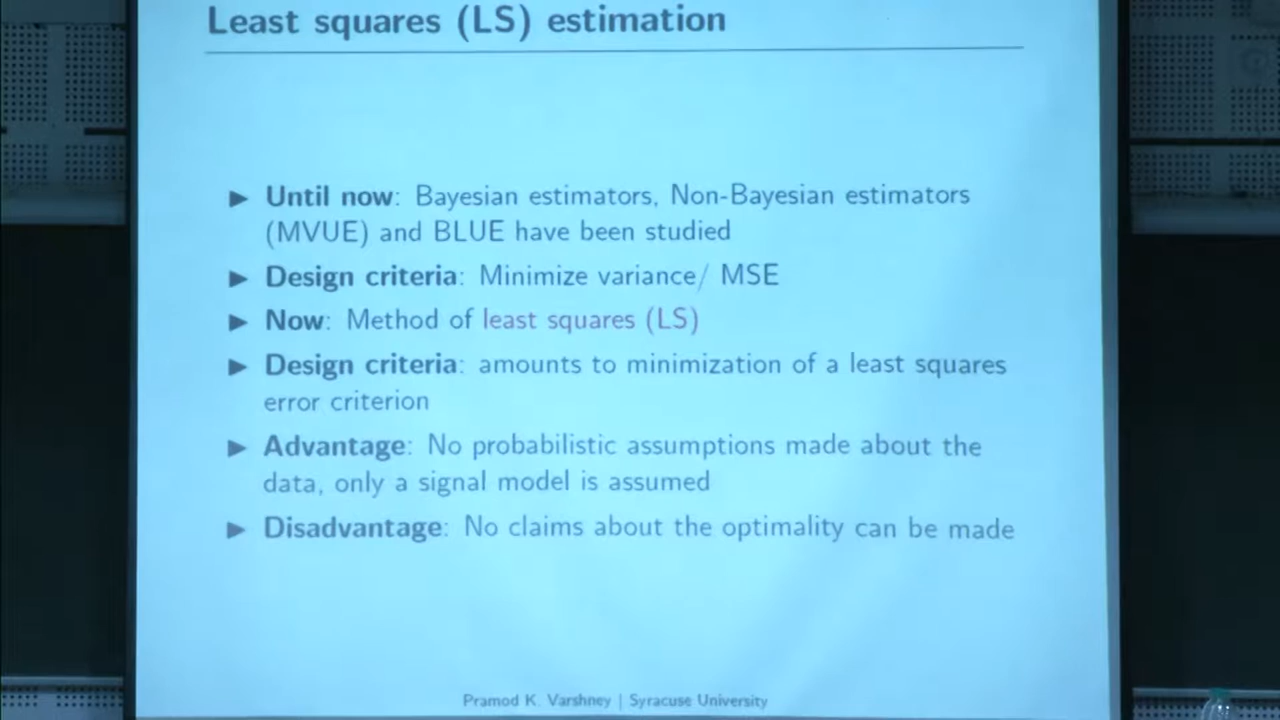 Least squares (LS) estimation
▶ Until now: Bayesian estimators, Non-Bayesian estimators
(MVUE) and BLUE have been studied
▶ Design criteria: Minimize variance/ MSE
▶ Now: Method of least squares (LS)
▶ Design criteria: amounts to minimization of a least squares
error criterion
▶ Advantage: No probabilistic assumptions made about the
data, only a signal model is assumed
▶ Disadvantage: No claims about the optimality can be made
Pramod K. Varshney | Syracuse University